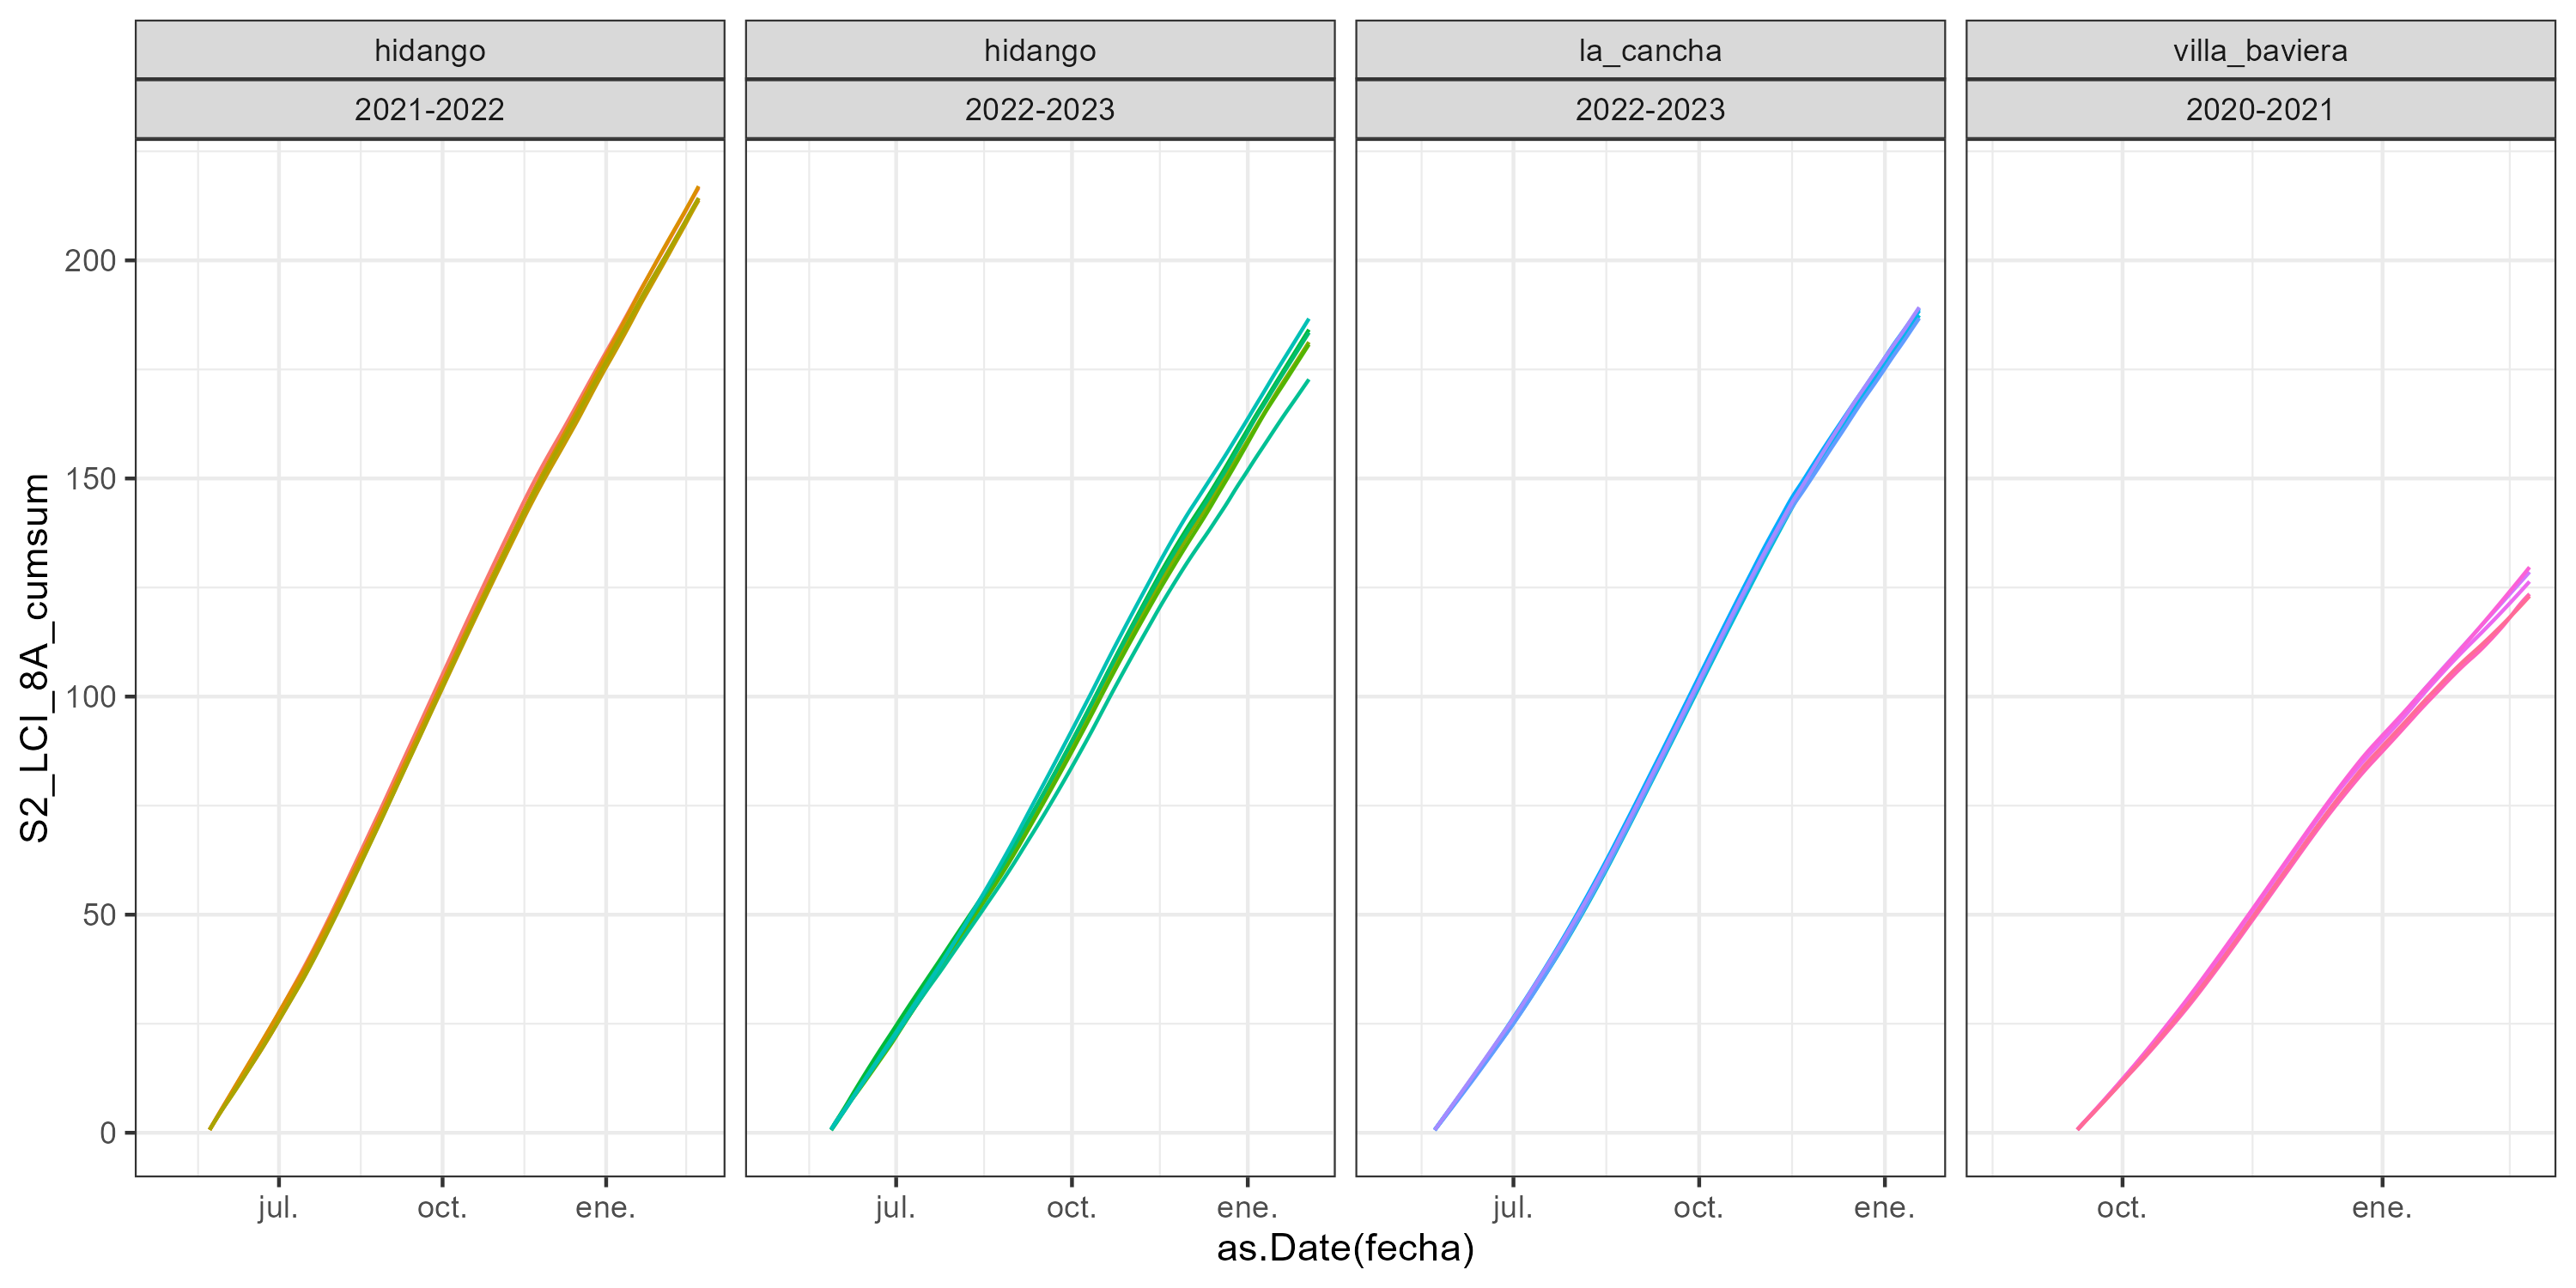 hidango hidango la_cancha villa_baviera
2021-2022 2022-2023 2022-2023 2020-2021
S2_LCI_8A_cumsum
200
150
100
50
0
jul. oct. ene. jul. oct. ene. jul. oct. ene. oct. ene.
as.Date(fecha)